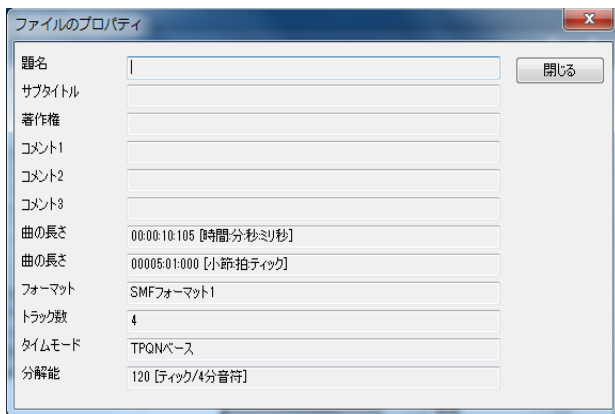 ファイルのプロパティ
題名
閉じる
サブタイトル
著作権
コメント1
コメント2
コメント3
曲の長さ 00:00:10:105 [時間:分:秒:ミリ秒]
曲の長さ 00005:01:000 [小節:拍:ティック]
フォーマット SMFフォーマット1
トラック数 4
タイムモード TPQNベース
分解能 120 [ティック/4分音符]